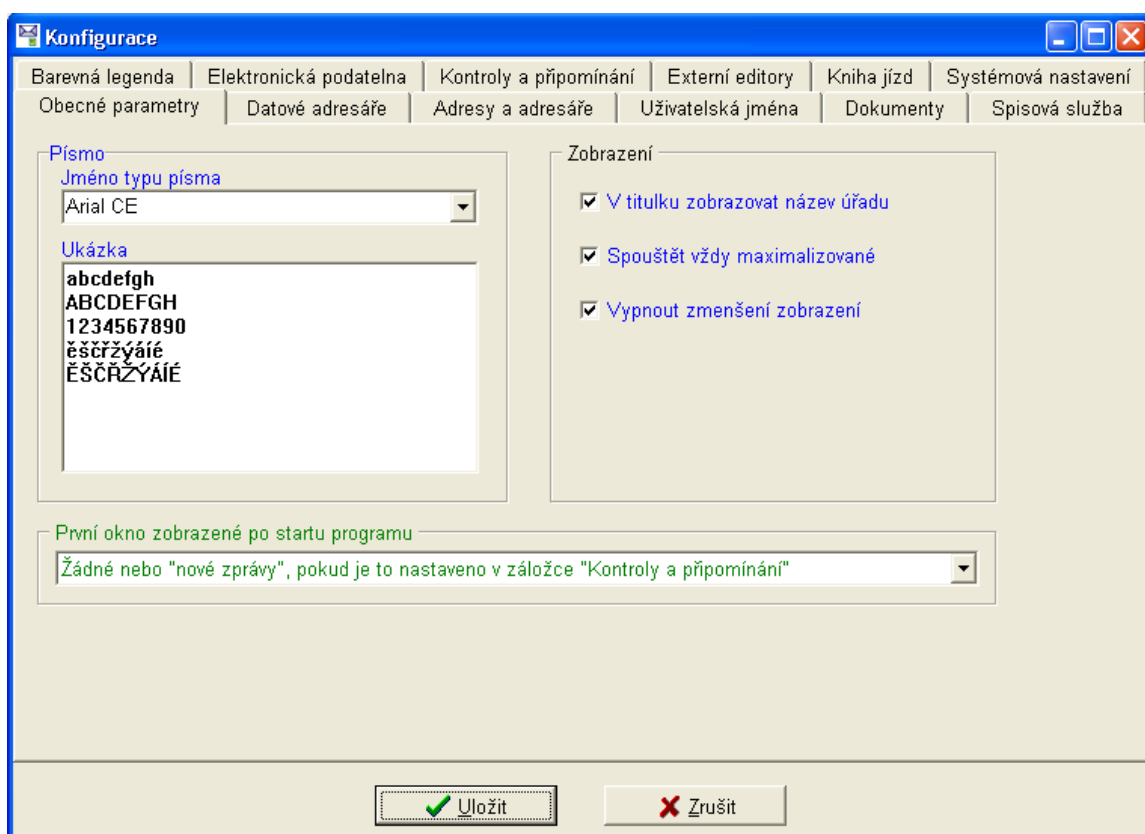 Konfigurace
Barevná legenda
Elektronická podatelna
Kontroly a připomínání
Externí editory
Kniha jízd
Systémová nastavení
Obecné parametry
Datové adresáře
Adresy a adresáře
Uživatelská jména
Dokumenty
Spisová služba
Písmo
Jméno typu písma
Arial CE
Ukázka
abcdefgh
ABCDEFGH
1234567890
ěščřžýáíé
ĚŠČŘŽÝÁÍÉ
Zobrazení
V titulku zobrazovat název úřadu
Spouštět vždy maximalizované
Vypnout zmenšení zobrazení
První okno zobrazené po startu programu
Žádné nebo "nové zprávy", pokud je to nastaveno v záložce "Kontroly a připomínání"
Uložit
Zrušit